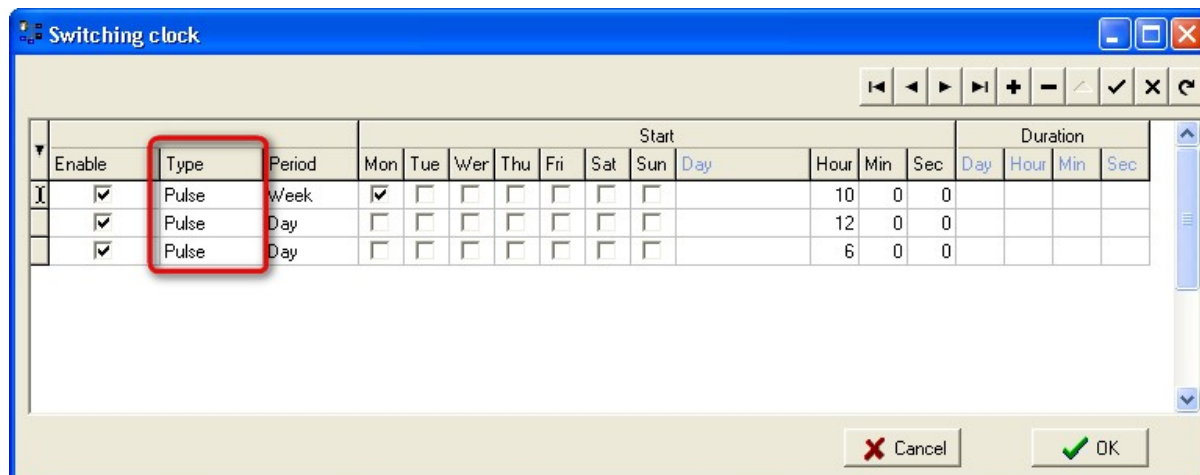 Switching clock
Start Duration
Enable Type Period Mon Tue Wer Thu Fri Sat Sun Day Hour Min Sec Day Hour Min Sec
Pulse Week 10 0 0
Pulse Day 12 0 0
Pulse Day 6 0 0
Cancel OK